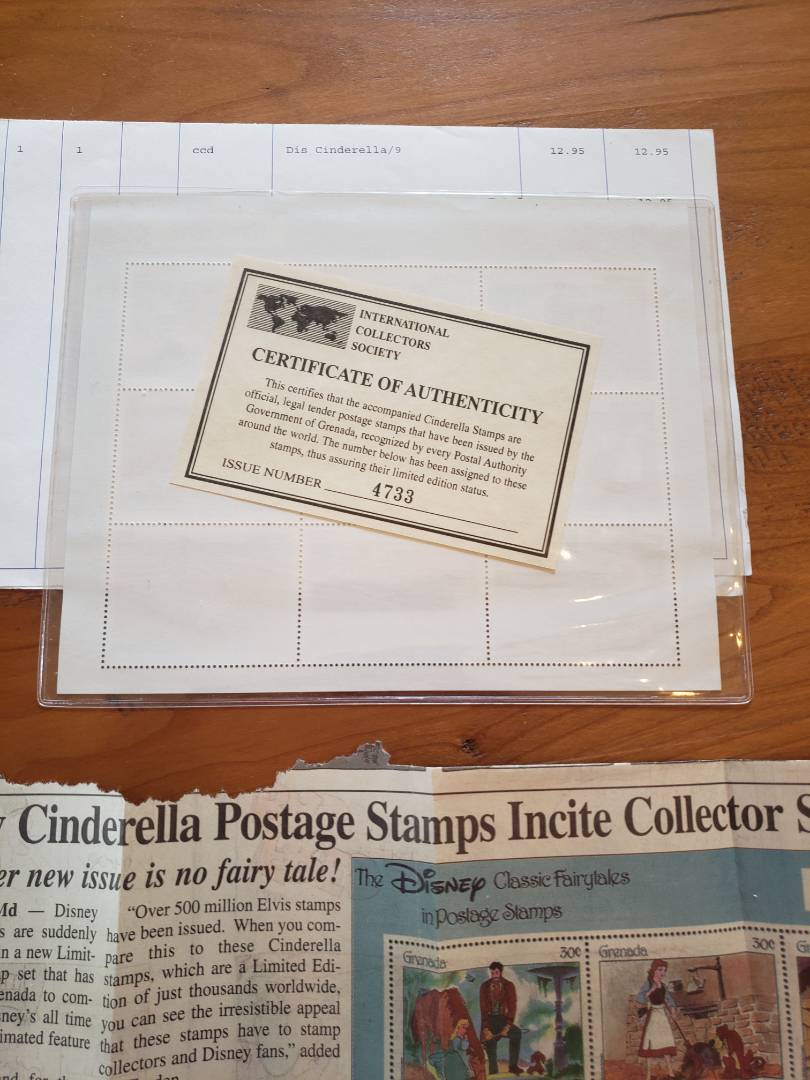 1 1 ccd Dis Cinderella/9 12.95 12.95
INTERNATIONAL
COLLECTORS
SOCIETY
CERTIFICATE OF AUTHENTICITY
This certifies that the accompanied Cinderella Stamps are
official, legal tender postage stamps that have been issued by the
Government of Grenada, recognized by every Postal Authority
around the world. The number below has been assigned to these
stamps, thus assuring their limited edition status.
ISSUE NUMBER 4733
Cinderella Postage Stamps Incite Collector S
er new issue is no fairy tale!
Md — Disney
s are suddenly
n a new Limit-
p set that has
enada to com-
ney's all time
imated feature
"Over 500 million Elvis stamps
have been issued. When you com-
pare this to these Cinderella
stamps, which are a Limited Edi-
tion of just thousands worldwide,
you can see the irresistible appeal
that these stamps have to stamp
collectors and Disney fans," added
The Disney Classic Fairytales
in Postage Stamps
Grenada 30¢
Grenada 30¢